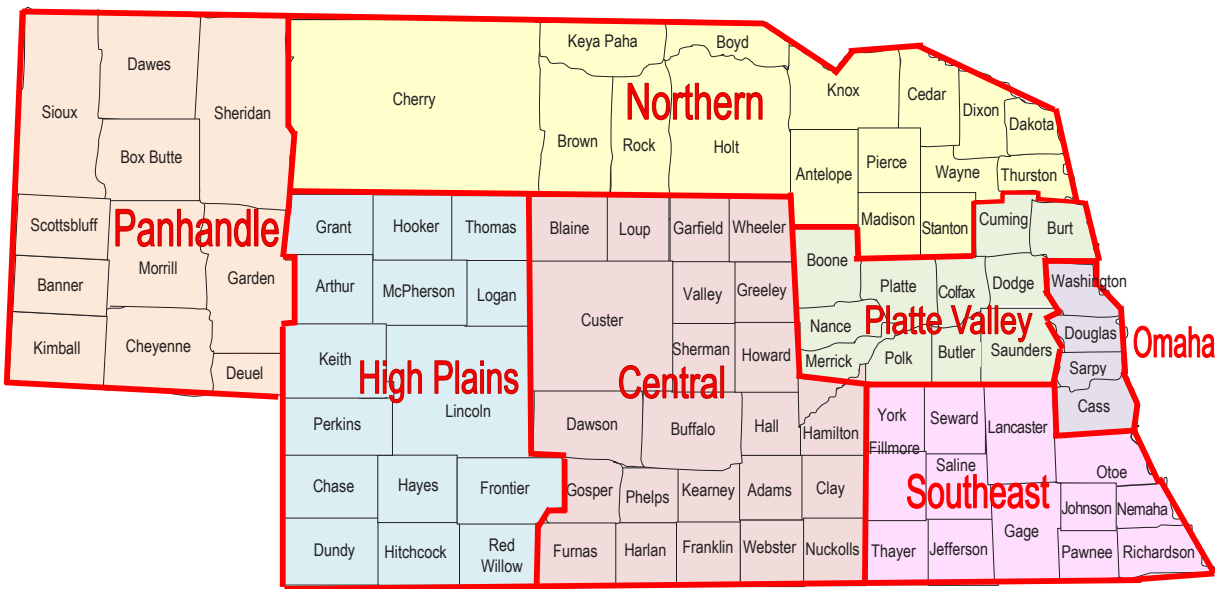 Sioux
Dawes
Sheridan
Box Butte
Scottsbluff
Panhandle
Morrill
Banner
Garden
Kimball
Cheyenne
Deuel
Cherry
Keya Paha
Boyd
Northern
Brown
Rock
Holt
Knox
Cedar
Dixon
Dakota
Antelope
Pierce
Wayne
Thurston
Madison
Stanton
Grant
Hooker
Thomas
Arthur
McPherson
Logan
Keith
High Plains
Lincoln
Perkins
Chase
Hayes
Frontier
Dundy
Hitchcock
Red
Willow
Blaine
Loup
Garfield
Wheeler
Custer
Valley
Greeley
Sherman
Howard
Central
Dawson
Buffalo
Hall
Hamilton
Gosper
Phelps
Kearney
Adams
Clay
Furnas
Harlan
Franklin
Webster
Nuckolls
Cuming
Burt
Boone
Platte
Colfax
Dodge
Nance
Platte Valley
Merrick
Polk
Butler
Saunders
Washington
Douglas
Omaha
Sarpy
Cass
York
Seward
Lancaster
Fillmore
Saline
Southeast
Otoe
Johnson
Nemaha
Gage
Thayer
Jefferson
Pawnee
Richardson